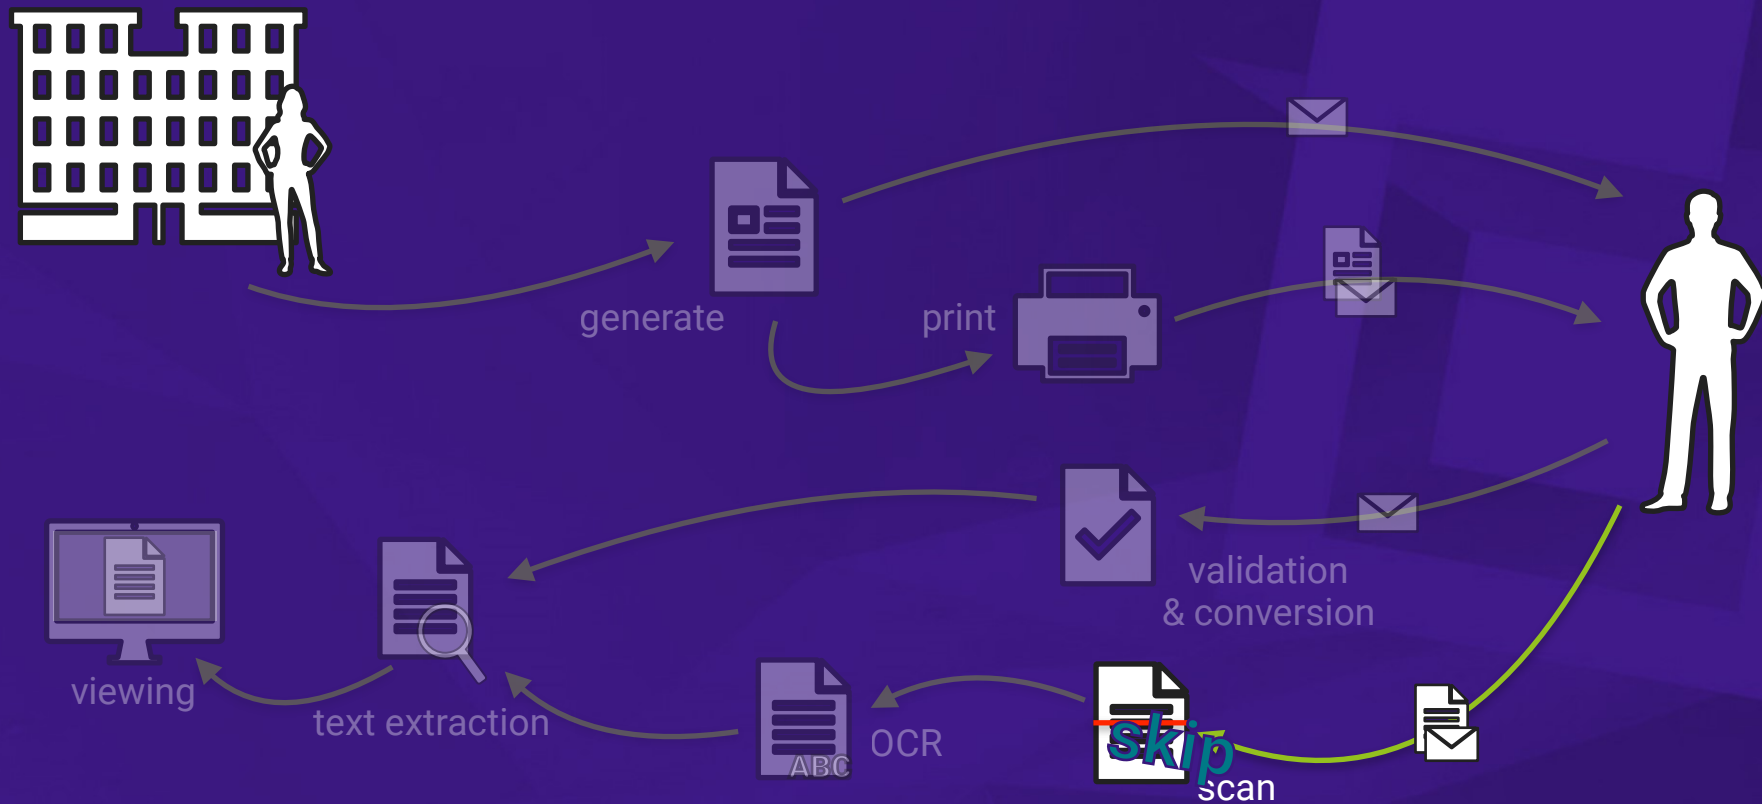 generate
print
validation
& conversion
viewing
text extraction
ABC
OCR
skip
scan